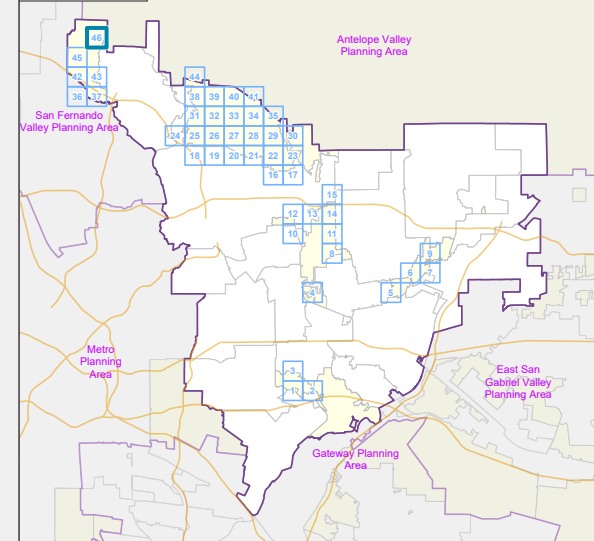 Antelope Valley
Planning Area
46
45
42 43
36 37
San Fernando
Valley Planning Area
44
38 39 40 41
31 32 33 34 35
24 25 26 27 28 29 30
18 19 20 21 22 23
16 17
15
12 13 14
10 11
8
9
6 7
5
4
Metro
Planning
Area
3
1 2
East San
Gabriel Valley
Planning Area
Gateway Planning
Area